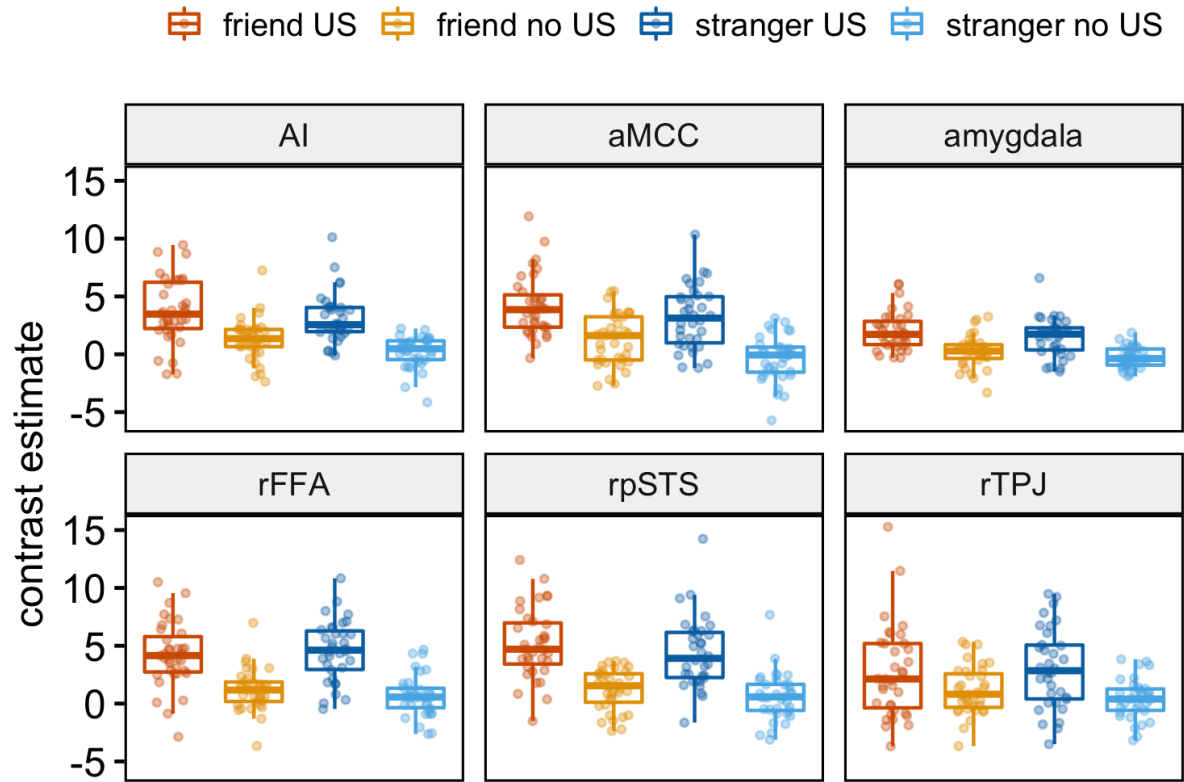 friend US friend no US stranger US stranger no US
AI aMCC amygdala
15
10
5
0
-5
contrast estimate
rFFA rpSTS rTPJ
15
10
5
0
-5